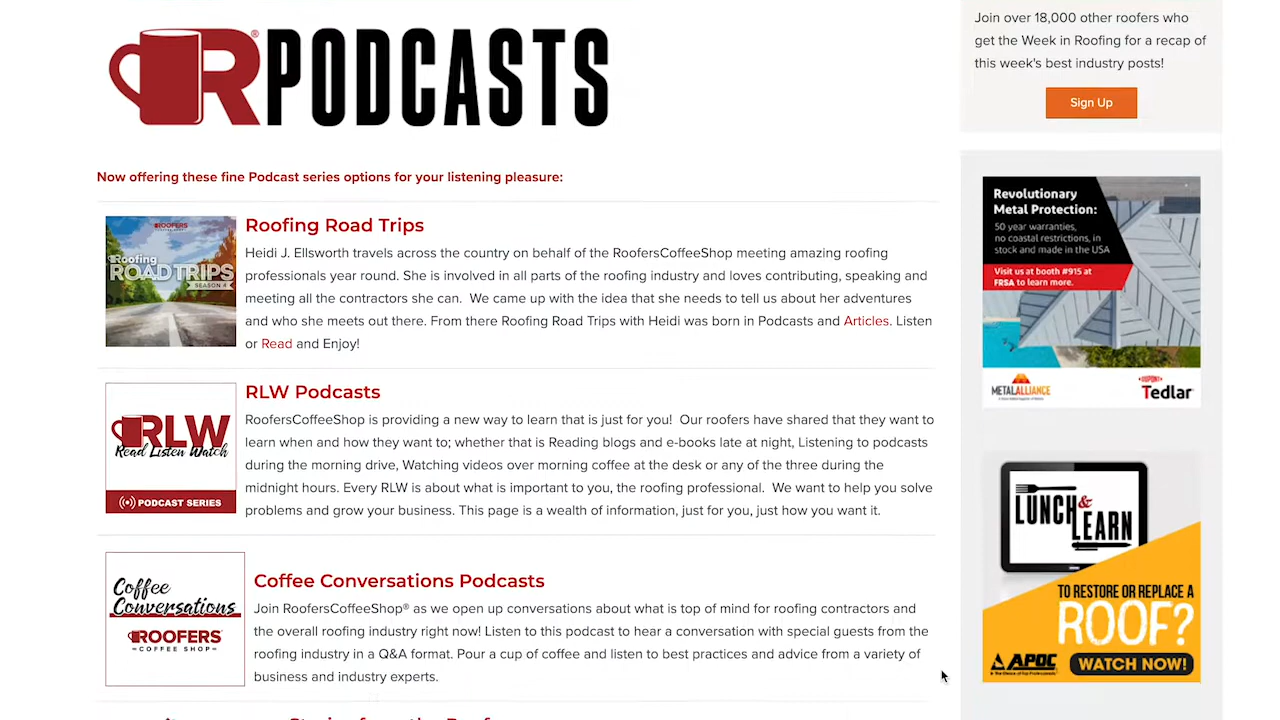 R® PODCASTS
Now offering these fine Podcast series options for your listening pleasure:
ROOFERS
Roofing
ROAD TRIPS
SEASON 4
Roofing Road Trips
Heidi J. Ellsworth travels across the country on behalf of the RoofersCoffeeShop meeting amazing roofing
professionals year round. She is involved in all parts of the roofing industry and loves contributing, speaking and
meeting all the contractors she can.  We came up with the idea that she needs to tell us about her adventures
and who she meets out there. From there Roofing Road Trips with Heidi was born in Podcasts and Articles. Listen
or Read and Enjoy!
RLW
Read Listen Watch
PODCAST SERIES
RLW Podcasts
RoofersCoffeeShop is providing a new way to learn that is just for you!  Our roofers have shared that they want to
learn when and how they want to; whether that is Reading blogs and e-books late at night, Listening to podcasts
during the morning drive, Watching videos over morning coffee at the desk or any of the three during the
midnight hours. Every RLW is about what is important to you, the roofing professional.  We want to help you solve
problems and grow your business. This page is a wealth of information, just for you, just how you want it.
Coffee
Conversations
ROOFERS
-COFFEE SHOP-
Coffee Conversations Podcasts
Join RoofersCoffeeShop® as we open up conversations about what is top of mind for roofing contractors and
the overall roofing industry right now! Listen to this podcast to hear a conversation with special guests from the
roofing industry in a Q&A format. Pour a cup of coffee and listen to best practices and advice from a variety of
business and industry experts.
Join over 18,000 other roofers who
get the Week in Roofing for a recap of
this week's best industry posts!
Sign Up
Revolutionary
Metal Protection:
50 year warranties,
no coastal restrictions, in
stock and made in the USA
Visit us at booth #915 at
FRSA to learn more.
METALALLIANCE
DUPONT
Tedlar
LUNCH & LEARN
TO RESTORE OR REPLACE A
ROOF?
APOC
WATCH NOW!